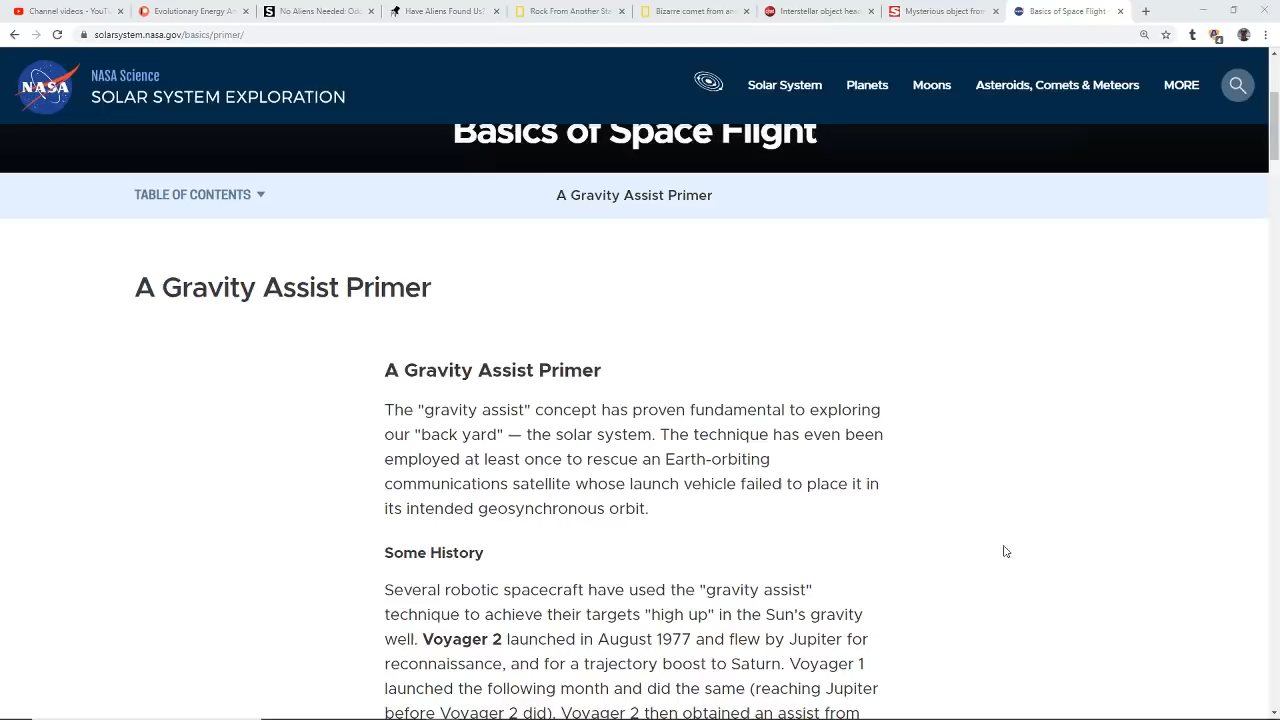 Channel videos - YouTu
Evolutionary Energy A
No Aliens Needed: Odd
Have Aliens Found Us?
Rock From Another Sta
Bizarre comet from an
Interstellar object hea
Mysterious object from
Basics of Space Flight
solarsystem.nasa.gov/basics/primer/
NASA
NASA Science
SOLAR SYSTEM EXPLORATION
Solar System
Planets
Moons
Asteroids, Comets & Meteors
MORE
Basics of Space Flight
TABLE OF CONTENTS
A Gravity Assist Primer
A Gravity Assist Primer
A Gravity Assist Primer
The "gravity assist" concept has proven fundamental to exploring
our "back yard" — the solar system. The technique has even been
employed at least once to rescue an Earth-orbiting
communications satellite whose launch vehicle failed to place it in
its intended geosynchronous orbit.
Some History
Several robotic spacecraft have used the "gravity assist"
technique to achieve their targets "high up" in the Sun's gravity
well. Voyager 2 launched in August 1977 and flew by Jupiter for
reconnaissance, and for a trajectory boost to Saturn. Voyager 1
launched the following month and did the same (reaching Jupiter
before Voyager 2 did). Voyager 2 then obtained an assist from